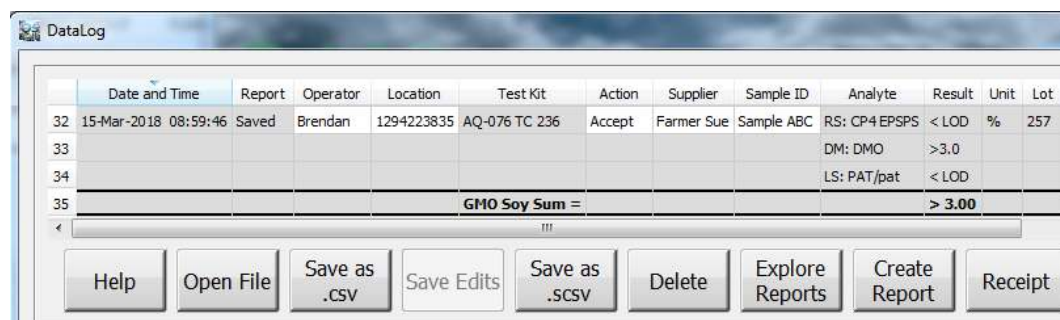 DataLog
Date and Time Report Operator Location Test Kit Action Supplier Sample ID Analyte Result Unit Lot
32 15-Mar-2018 08:59:46 Saved Brendan 1294223835 AQ-076 TC 236 Accept Farmer Sue Sample ABC RS: CP4 EPSPS < LOD % 257
33 DM: DMO >3.0
34 LS: PAT/pat < LOD
35 GMO Soy Sum = > 3.00
Help Open File Save as .csv Save Edits Save as .scsv Delete Explore Reports Create Report Receipt